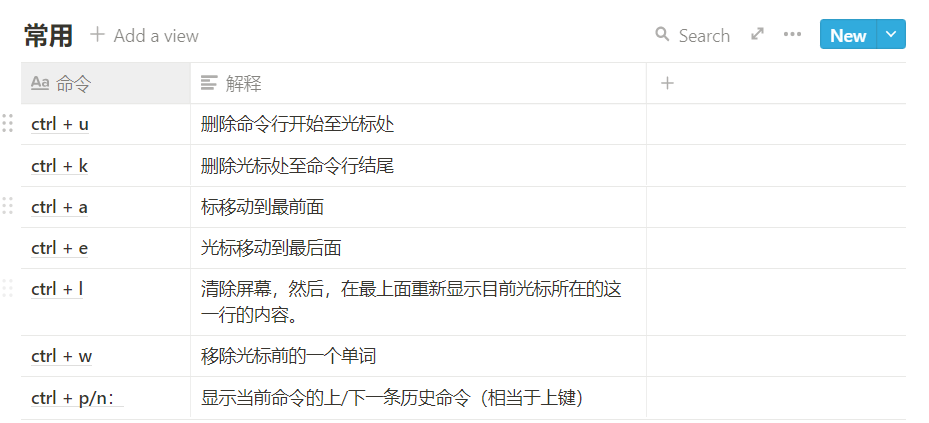 常用 Add a view Search New
Aa 命令 解释
ctrl + u 删除命令行开始至光标处
ctrl + k 删除光标处至命令行结尾
ctrl + a 标移动到最前面
ctrl + e 光标移动到最后面
ctrl + l 清除屏幕，然后，在最上面重新显示目前光标所在的这
一行的内容。
ctrl + w 移除光标前的一个单词
ctrl + p/n： 显示当前命令的上/下一条历史命令（相当于上键）